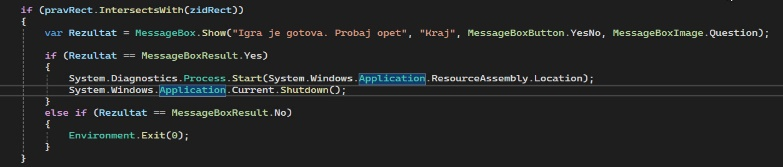 if (pravRect.IntersectsWith(zidRect))
{
var Rezultat = MessageBox.Show("Igra je gotova. Probaj opet", "Kraj", MessageBoxButton.YesNo, MessageBoxImage.Question);
if (Rezultat == MessageBoxResult.Yes)
{
System.Diagnostics.Process.Start(System.Windows.Application.ResourceAssembly.Location);
System.Windows.Application.Current.Shutdown();
}
else if (Rezultat == MessageBoxResult.No)
{
Environment.Exit(0);
}
}